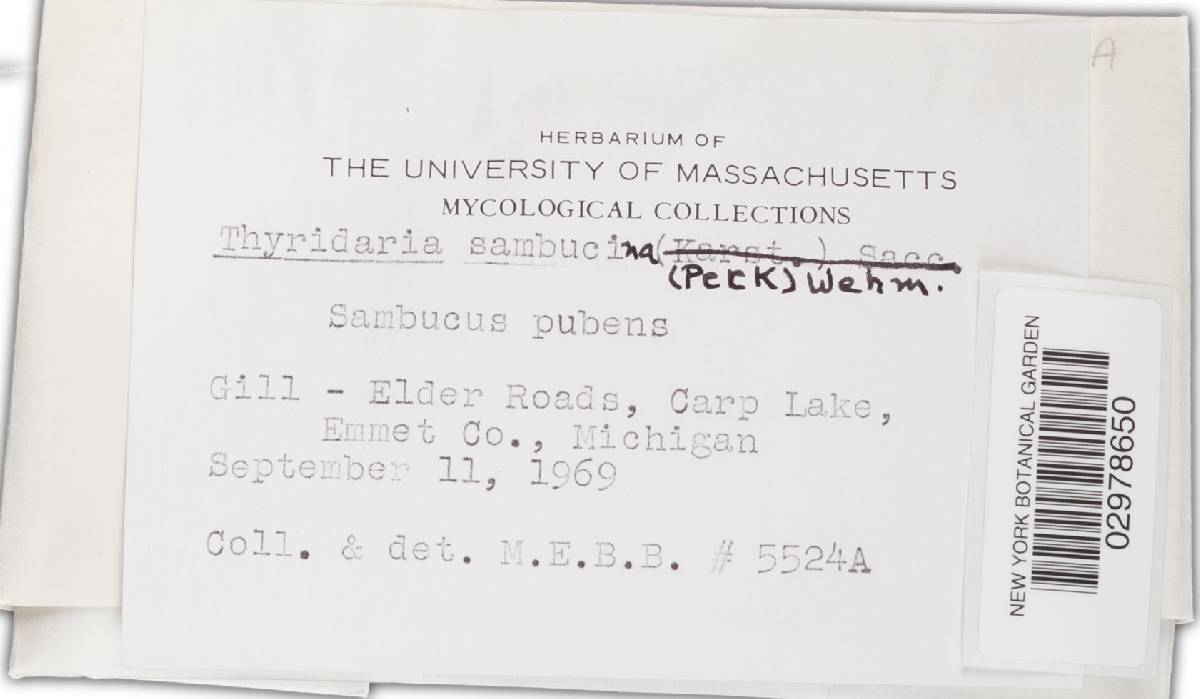 A
HERBARIUM OF
THE UNIVERSITY OF MASSACHUSETTS
MYCOLOGICAL COLLECTIONS
Thyridaria sambucina (Karst.) Sacc.
(Peck) Wehm.
Sambucus pubens
Gill - Elder Roads, Carp Lake,
Emmet Co., Michigan
September 11, 1969
Coll. & det. M.E.B.B. # 5524A
NEW YORK BOTANICAL GARDEN
02978650